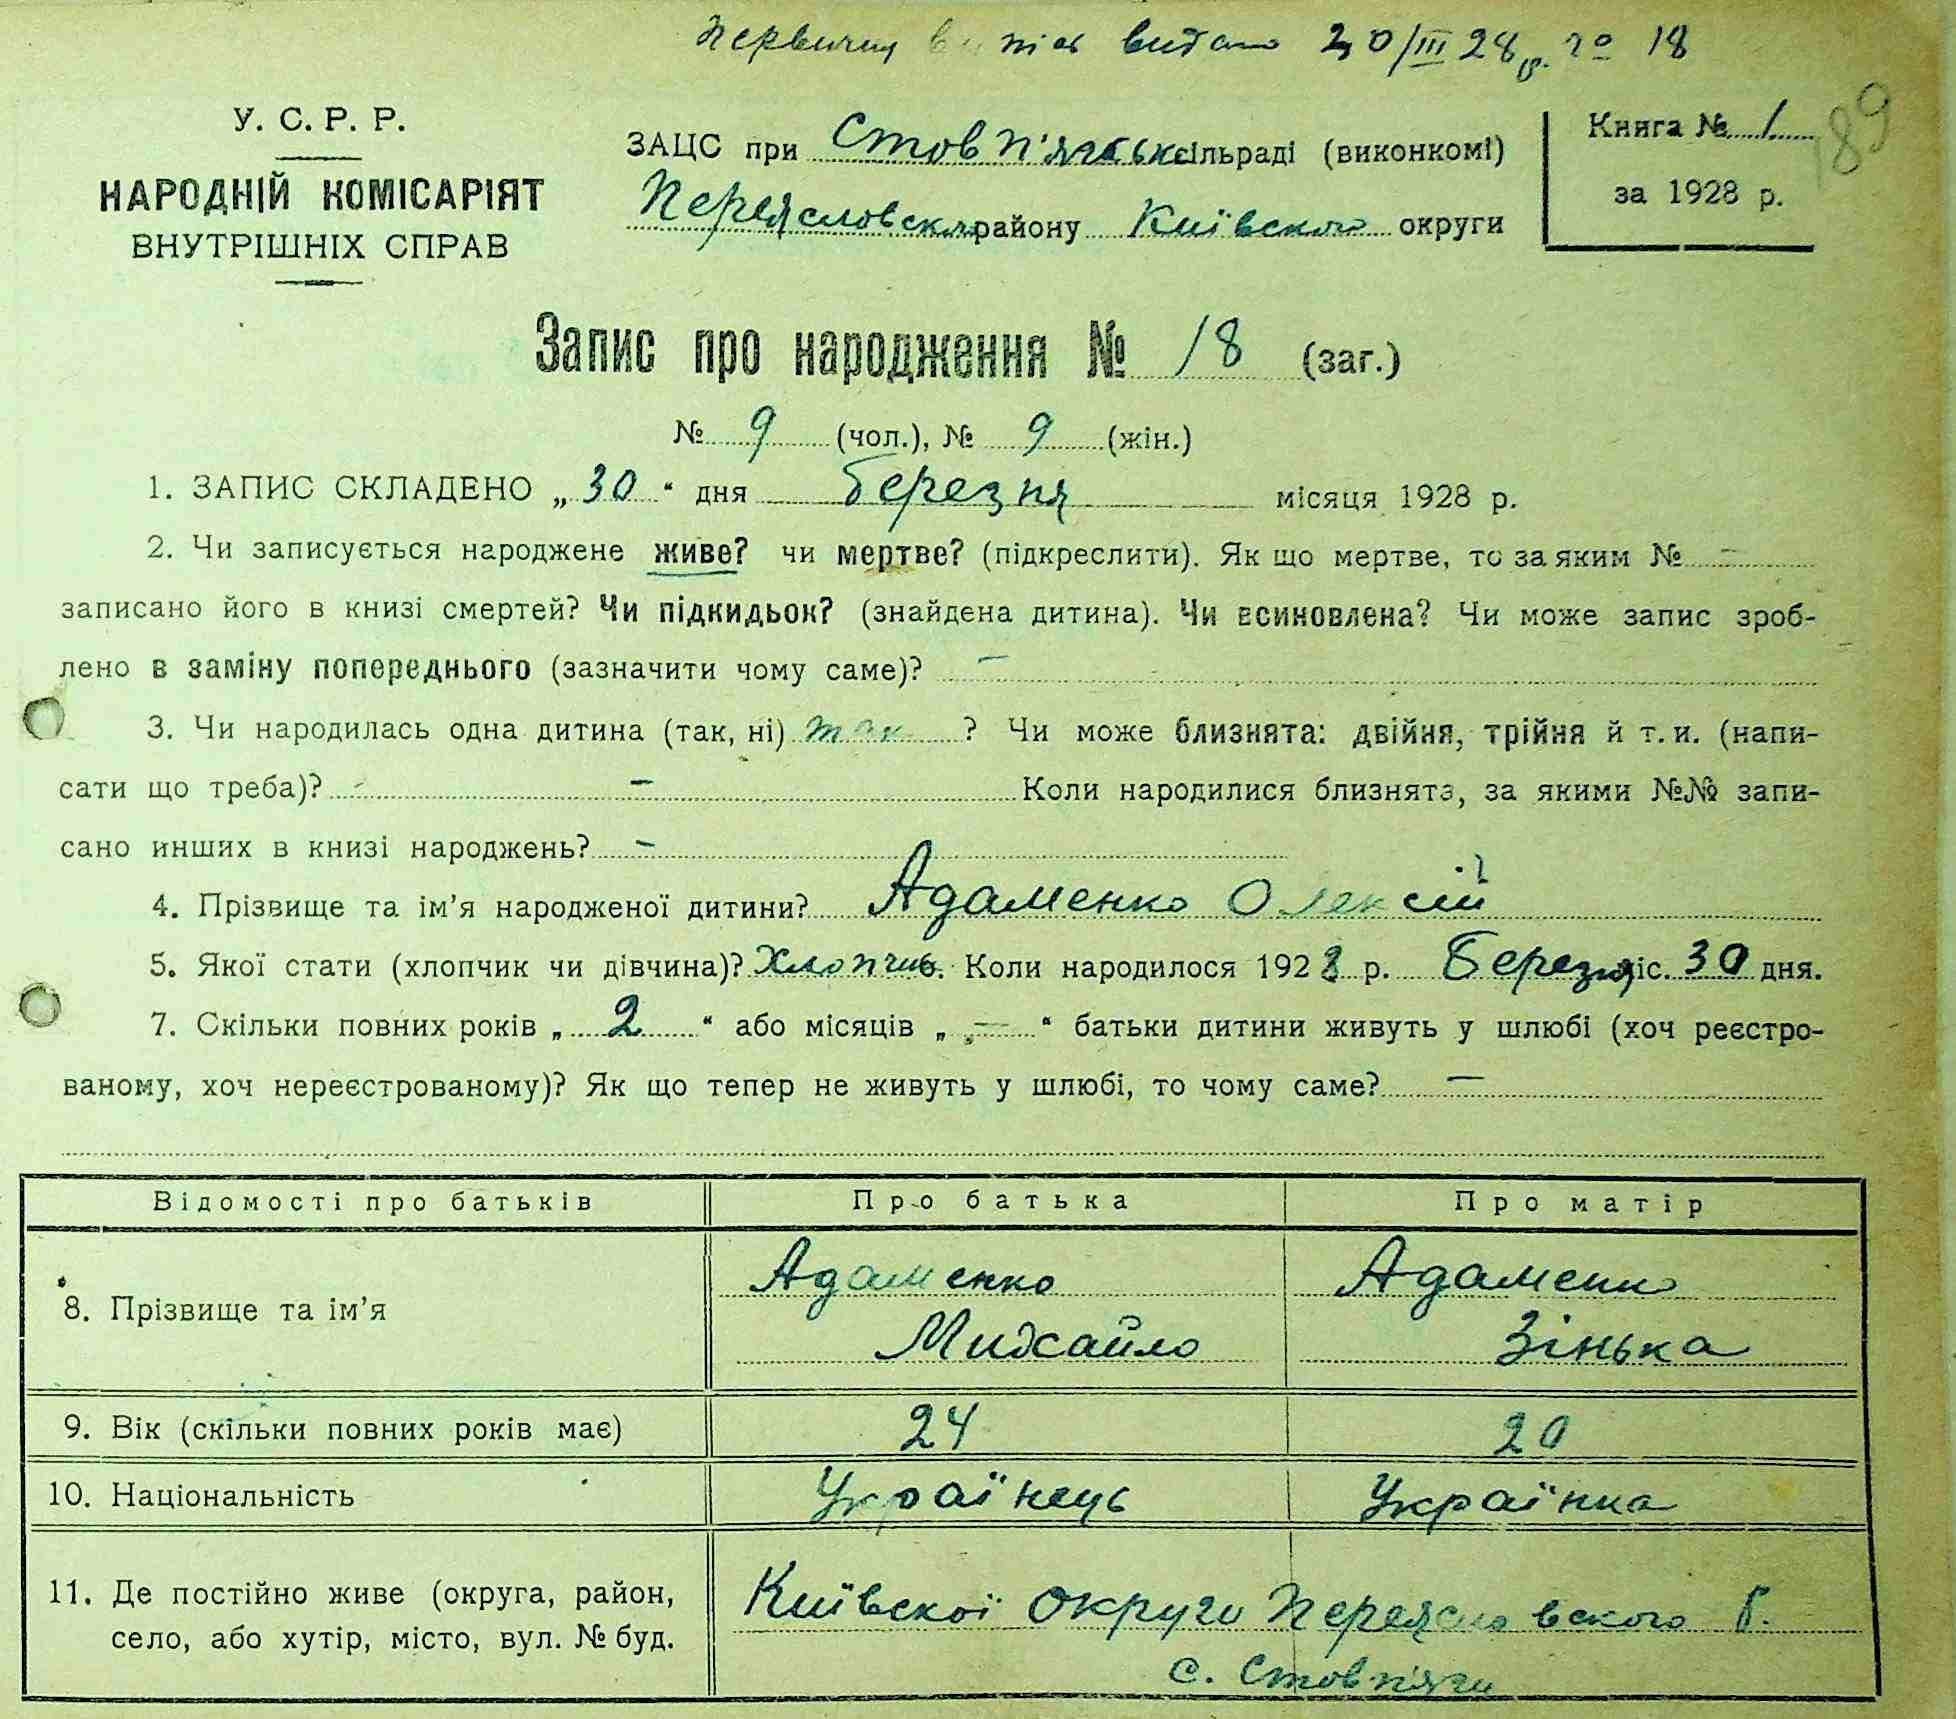 Первичний випис видано 30/III 28 р. № 18
189
У. С. Р. Р.
НАРОДНІЙ КОМІСАРІЯТ
ВНУТРІШНІХ СПРАВ
ЗАЦС при Стовп'ягськ сільраді (виконкомі)
Переясловског району Київского округи
Книга № 1
за 1928 р.
Запис про народження № 18 (заг.)
№ 9 (чол.), № 9 (жін.)
1. ЗАПИС СКЛАДЕНО „ 30 “ дня Березня місяця 1928 р.
2. Чи записується народжене живе? чи мертве? (підкреслити). Як що мертве, то за яким № –
записано його в книзі смертей? Чи підкидьок? (знайдена дитина). Чи всиновлена? Чи може запис зроб-
лено в заміну попереднього (зазначити чому саме)? –
3. Чи народилась одна дитина (так, ні) так ? Чи може близнята: двійня, трійня й т. и. (напи-
сати що треба)? – Коли народилися близнята, за якими №№ запи-
сано инших в книзі народжень? –
4. Прізвище та ім'я народженої дитини? Адаменко Олексій
5. Якої стати (хлопчик чи дівчина)? Хлопчик. Коли народилося 1928 р. Березня міс. 30 дня.
7. Скільки повних років „ 2 “ або місяців „ – “ батьки дитини живуть у шлюбі (хоч реєстро-
ваному, хоч нереєстрованому)? Як що тепер не живуть у шлюбі, то чому саме? –
Відомості про батьків Про батька Про матір
8. Прізвище та ім'я Адаменко Михайло Адаменко Зінька
9. Вік (скільки повних років має) 24 20
10. Національність Українець Українка
11. Де постійно живе (округа, район,
село, або хутір, місто, вул. № буд.
Київскої округи Переясловского р.
с. Стовп'яги